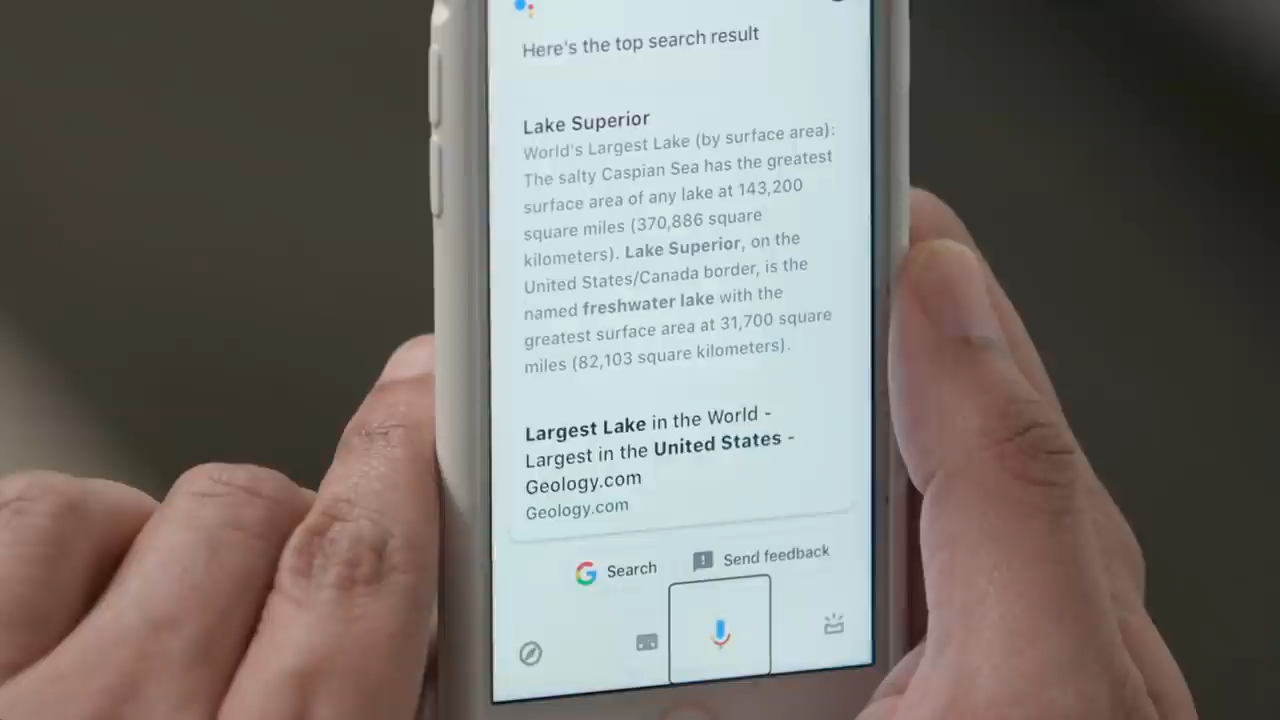 Here's the top search result
Lake Superior
World's Largest Lake (by surface area):
The salty Caspian Sea has the greatest
surface area of any lake at 143,200
square miles (370,886 square
kilometers). Lake Superior, on the
United States/Canada border, is the
named freshwater lake with the
greatest surface area at 31,700 square
miles (82,103 square kilometers).
Largest Lake in the World -
Largest in the United States -
Geology.com
Geology.com
Search
Send feedback